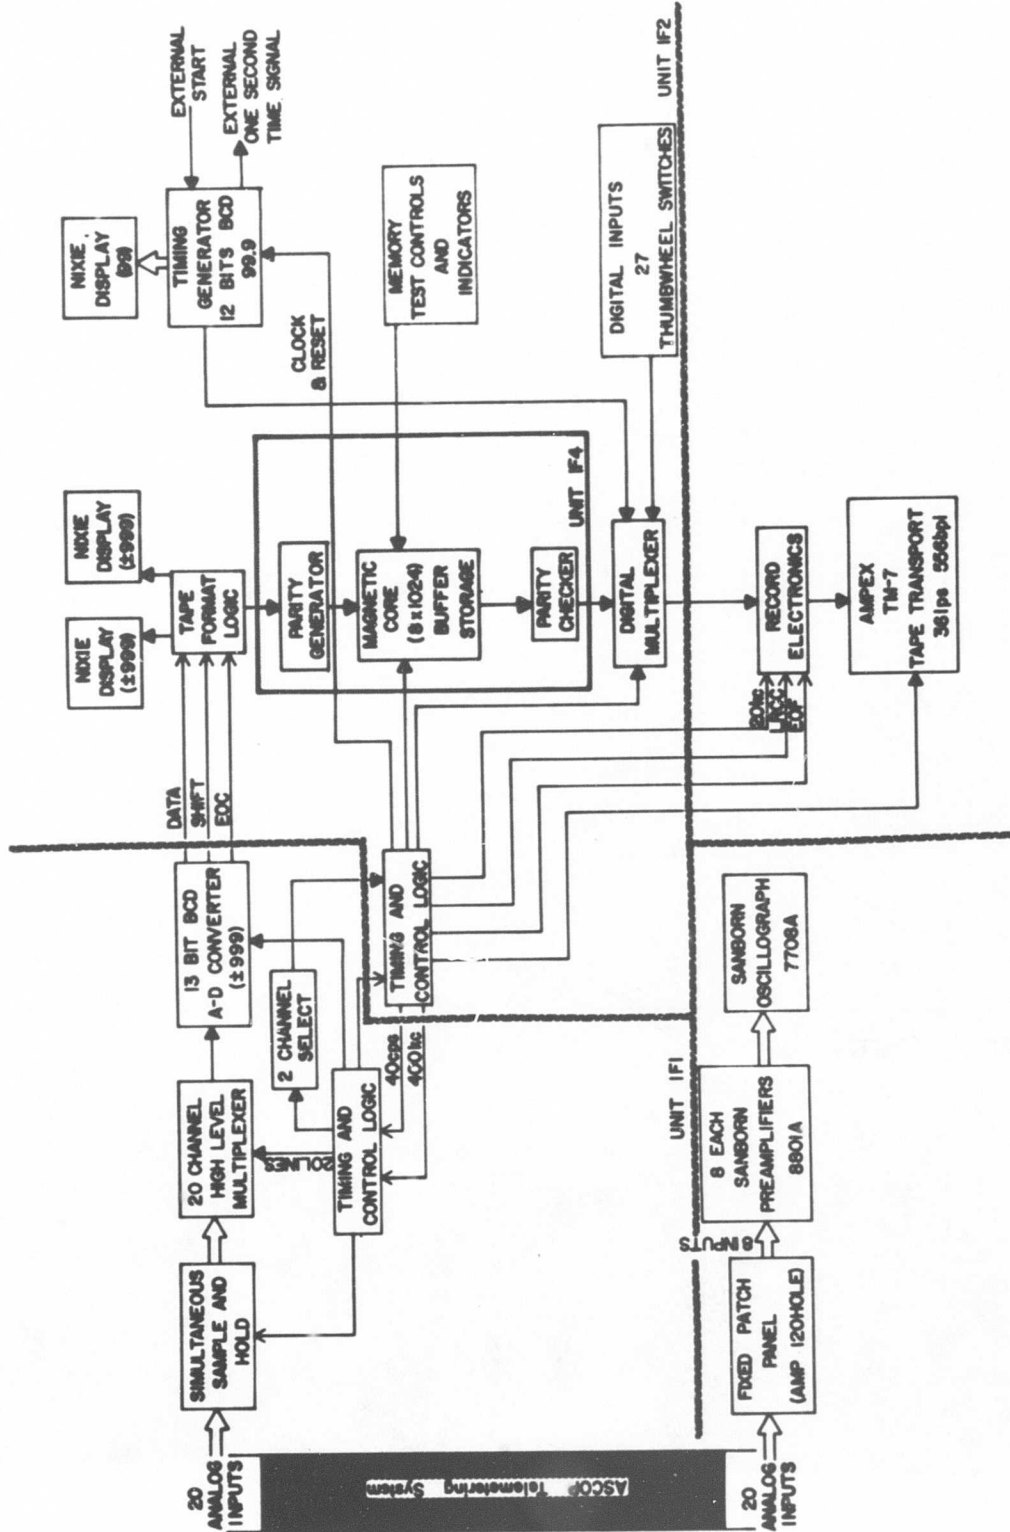 20
ANALOG
INPUTS
SIMULTANEOUS
SAMPLE AND
HOLD
20 CHANNEL
HIGH LEVEL
MULTIPLEXER
13 BIT BCD
A-D CONVERTER
(±999)
DATA
SHIFT
EOC
NIXIE
DISPLAY
(±999)
NIXIE
DISPLAY
(±999)
TAPE
FORMAT
LOGIC
NIXIE
DISPLAY
(99)
TIMING
GENERATOR
12 BITS BCD
99.9
EXTERNAL
START
EXTERNAL
ONE SECOND
TIME SIGNAL
20LINES
2 CHANNEL
SELECT
TIMING AND
CONTROL LOGIC
40cps
400kc
TIMING AND
CONTROL LOGIC
CLOCK
& RESET
PARITY
GENERATOR
MAGNETIC
CORE
(8x1024)
BUFFER
STORAGE
PARITY
CHECKER
UNIT IF4
MEMORY
TEST CONTROLS
AND
INDICATORS
DIGITAL
MULTIPLEXER
DIGITAL INPUTS
27
THUMBWHEEL SWITCHES
UNIT IF2
UNIT IF1
20kc
LRCC
EOF
RECORD
ELECTRONICS
AMPEX
TM-7
TAPE TRANSPORT
36ips 556bpi
ASCOP Telemetering
System
20
ANALOG
INPUTS
FIXED PATCH
PANEL
(AMP 120HOLE)
8 INPUTS
8 EACH
SANBORN
PREAMPLIFIERS
8801A
SANBORN
OSCILLOGRAPH
7708A